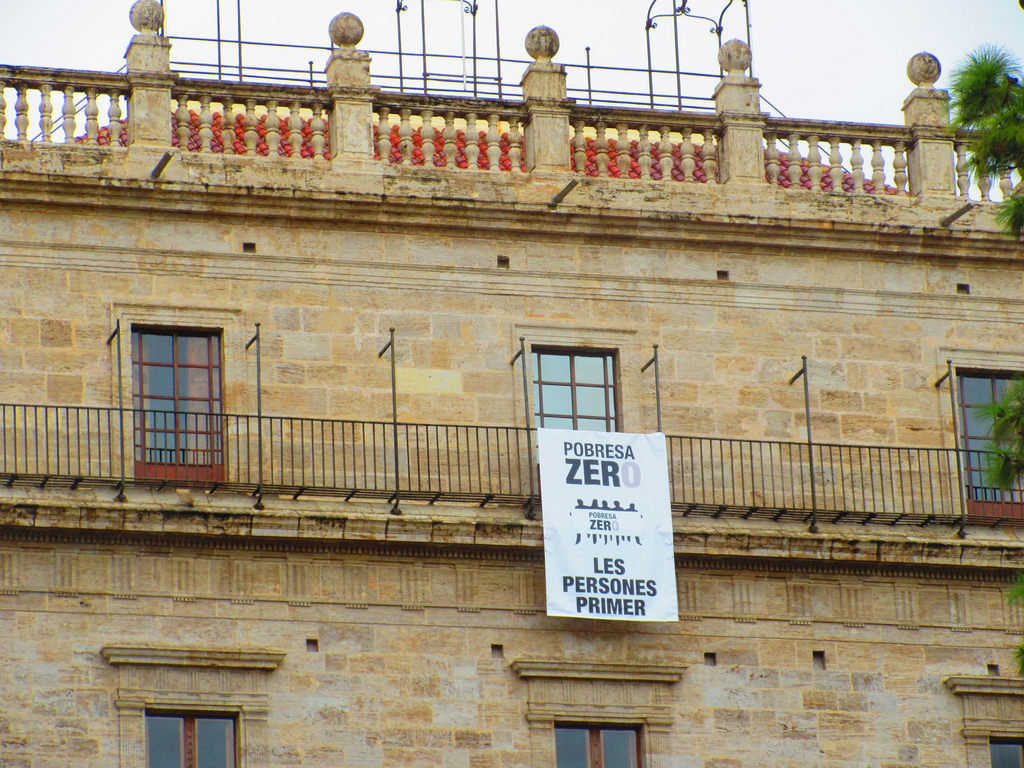 POBRESA
ZERO
POBRESA
ZERO
LES
PERSONES
PRIMER